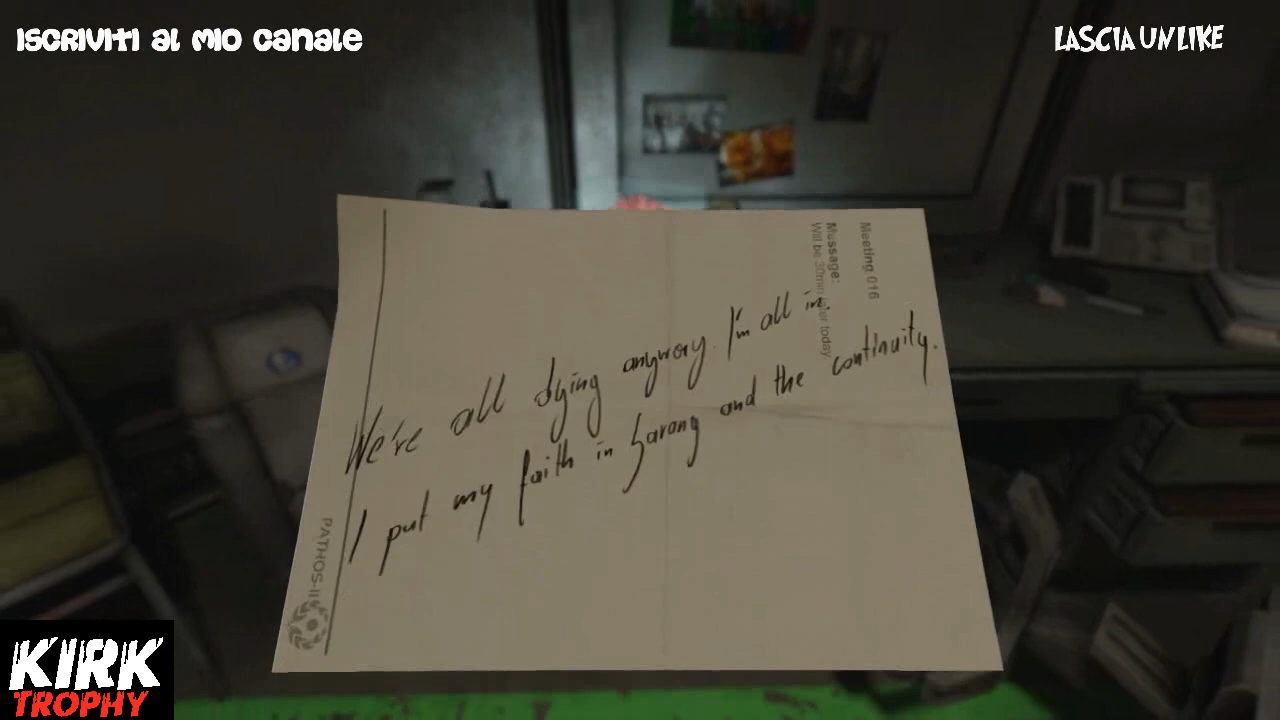 ISCRIVITI AL MIO CANALE
LASCIA UN LIKE
Meeting 016
Message:
Will be 30min later today
We're all dying anyway. I'm all in.
I put my faith in Sarang and the continuity.
PATHOS-II
KIRK
TROPHY